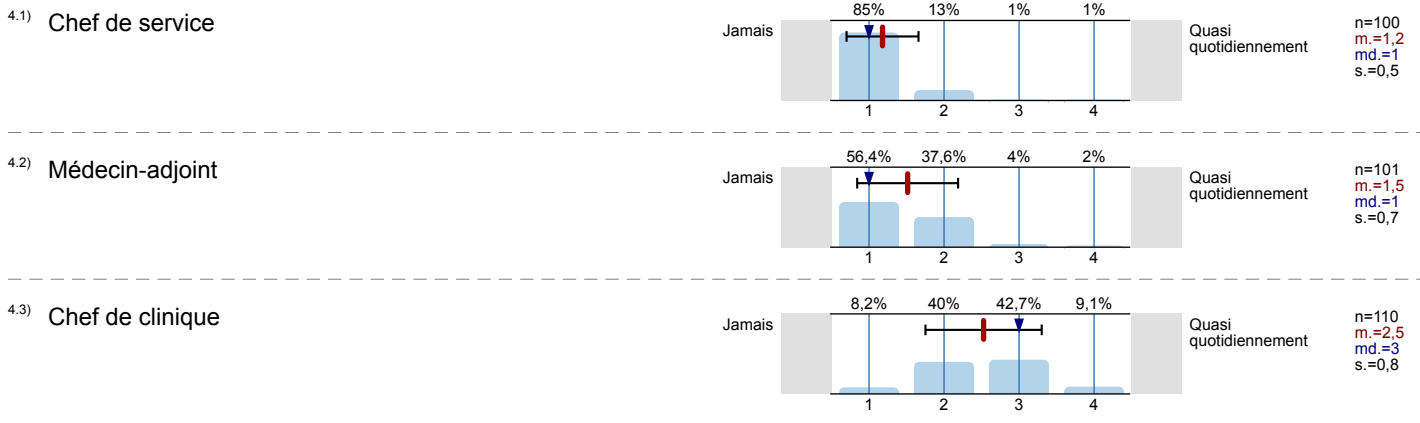 4.1) Chef de service
Jamais
85% 13% 1% 1%
1 2 3 4
Quasi
quotidiennement
n=100
m.=1,2
md.=1
s.=0,5
4.2) Médecin-adjoint
Jamais
56,4% 37,6% 4% 2%
1 2 3 4
Quasi
quotidiennement
n=101
m.=1,5
md.=1
s.=0,7
4.3) Chef de clinique
Jamais
8,2% 40% 42,7% 9,1%
1 2 3 4
Quasi
quotidiennement
n=110
m.=2,5
md.=3
s.=0,8